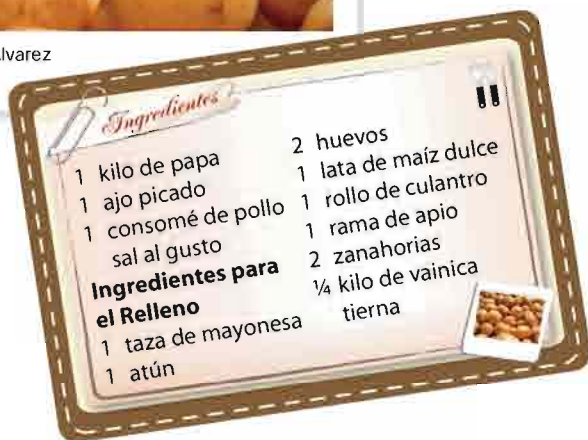 lvarez
Ingredientes
1 kilo de papa
1 ajo picado
1 consomé de pollo
sal al gusto
Ingredientes para
el Relleno
1 taza de mayonesa
1 atún
2 huevos
1 lata de maíz dulce
1 rollo de culantro
1 rama de apio
2 zanahorias
¼ kilo de vainica
tierna